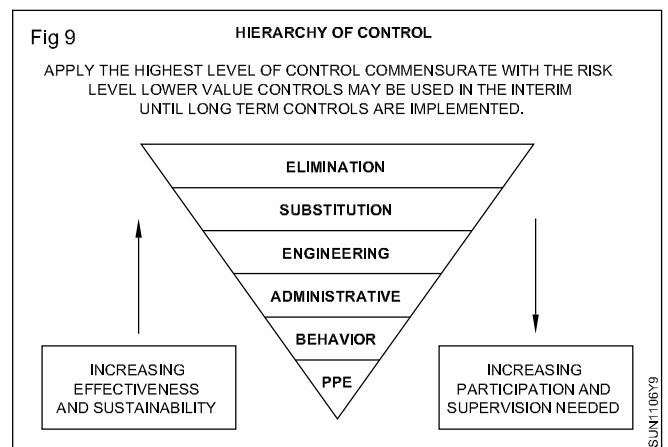 Fig 9
HIERARCHY OF CONTROL
APPLY THE HIGHEST LEVEL OF CONTROL COMMENSURATE WITH THE RISK
LEVEL LOWER VALUE CONTROLS MAY BE USED IN THE INTERIM
UNTIL LONG TERM CONTROLS ARE IMPLEMENTED.
ELIMINATION
SUBSTITUTION
ENGINEERING
ADMINISTRATIVE
BEHAVIOR
PPE
INCREASING
EFFECTIVENESS
AND SUSTAINABILITY
INCREASING
PARTICIPATION AND
SUPERVISION NEEDED
SUN1106Y9